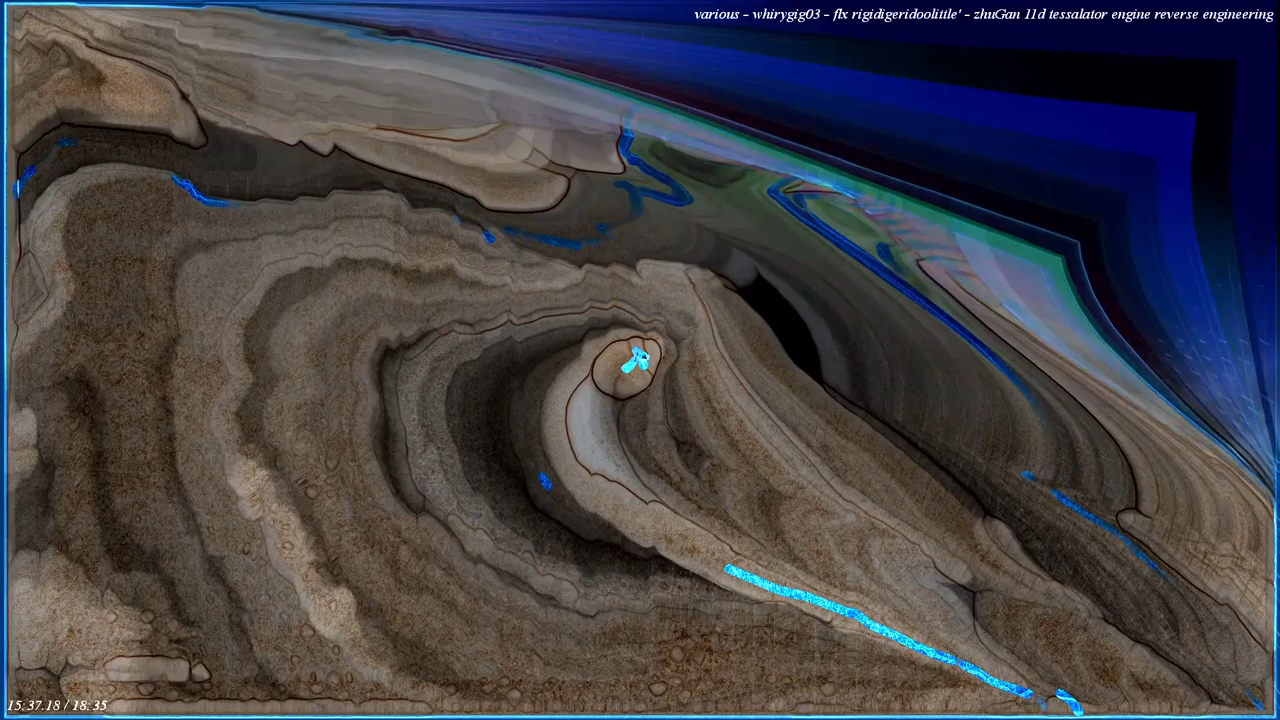 various - whirygig03 - flx rigidigeridoolittle' - zhuGan 11d tessalator engine reverse engineering
15:37.18 / 18:35